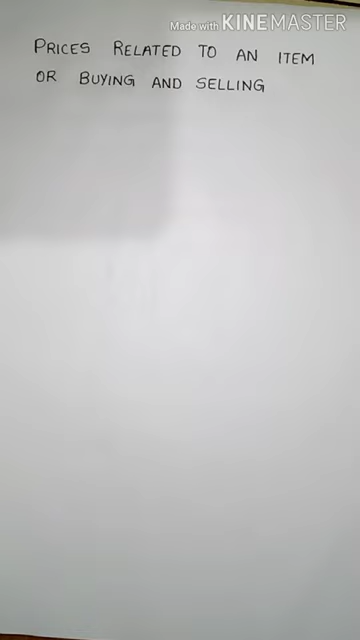 Made with KINEMASTER
PRICES RELATED TO AN ITEM
OR BUYING AND SELLING